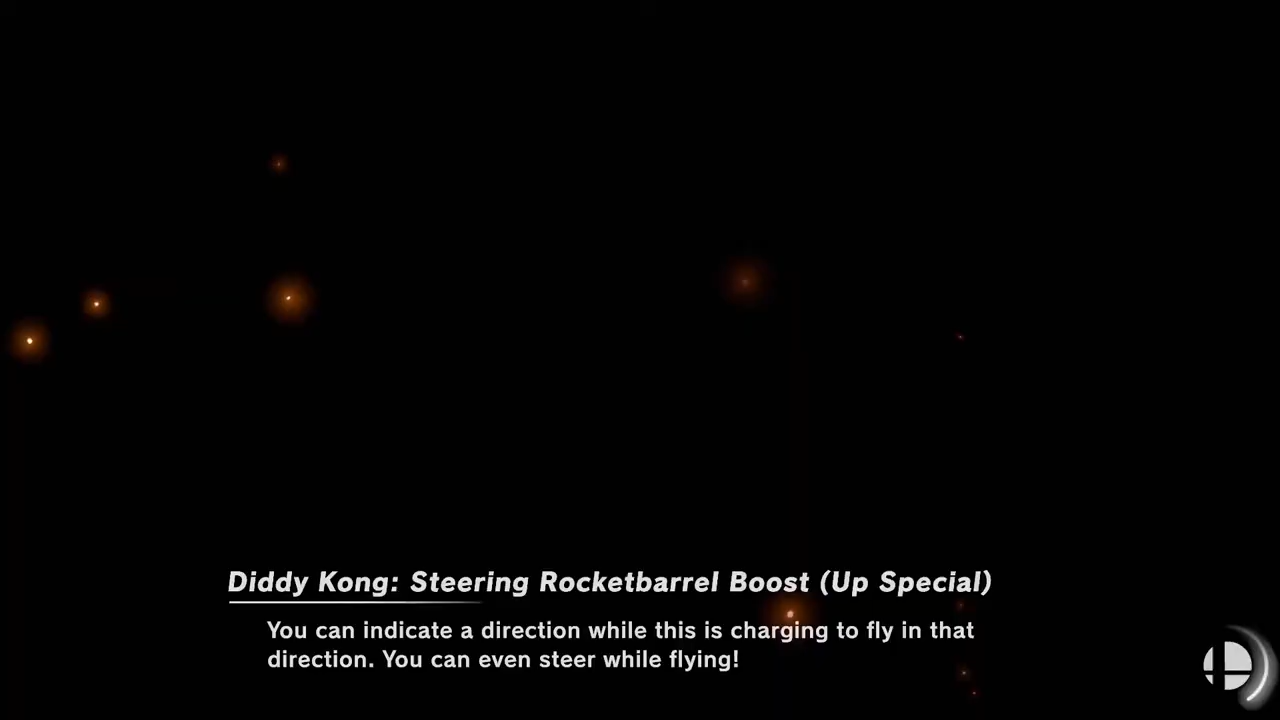 Diddy Kong: Steering Rocketbarrel Boost (Up Special)
You can indicate a direction while this is charging to fly in that
direction. You can even steer while flying!